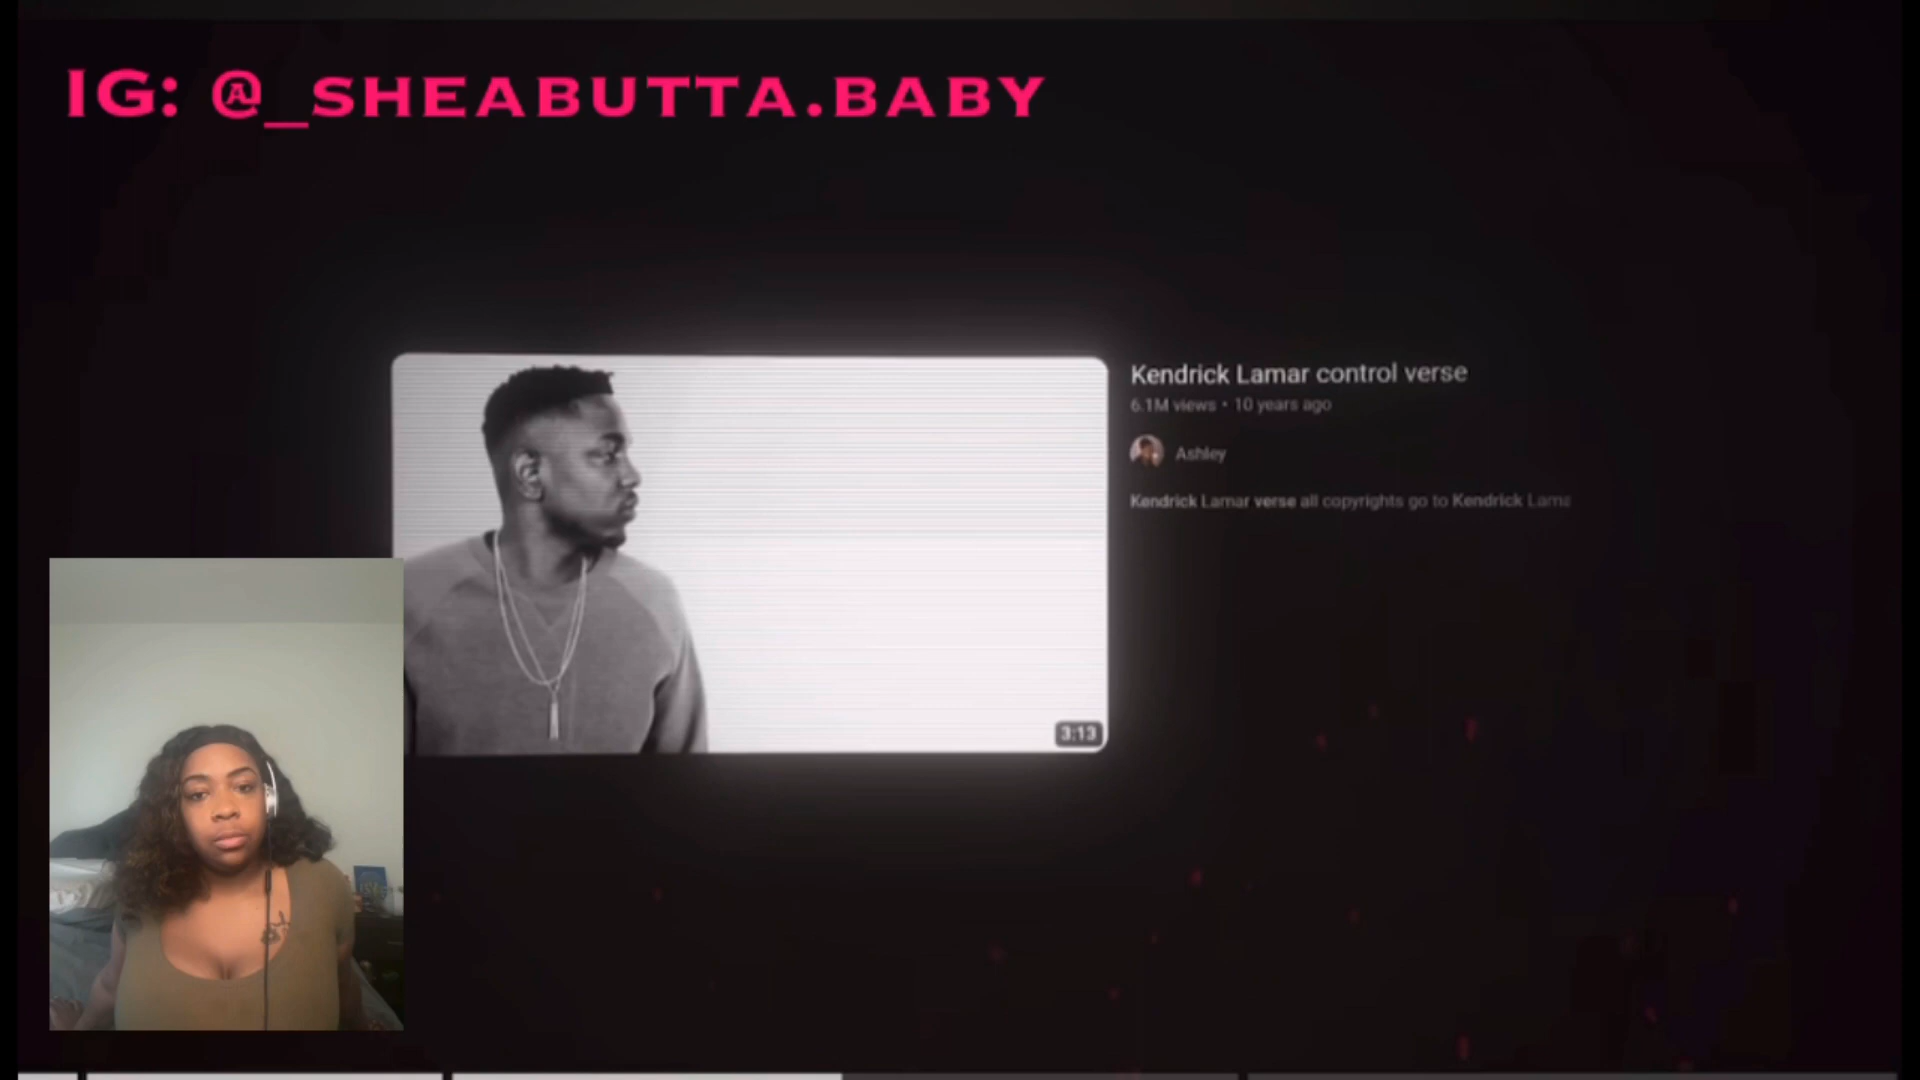 IG: @_SHEABUTTA.BABY
Kendrick Lamar control verse
6.1M views • 10 years ago
Ashley
Kendrick Lamar verse all copyrights go to Kendrick Lama
3:13